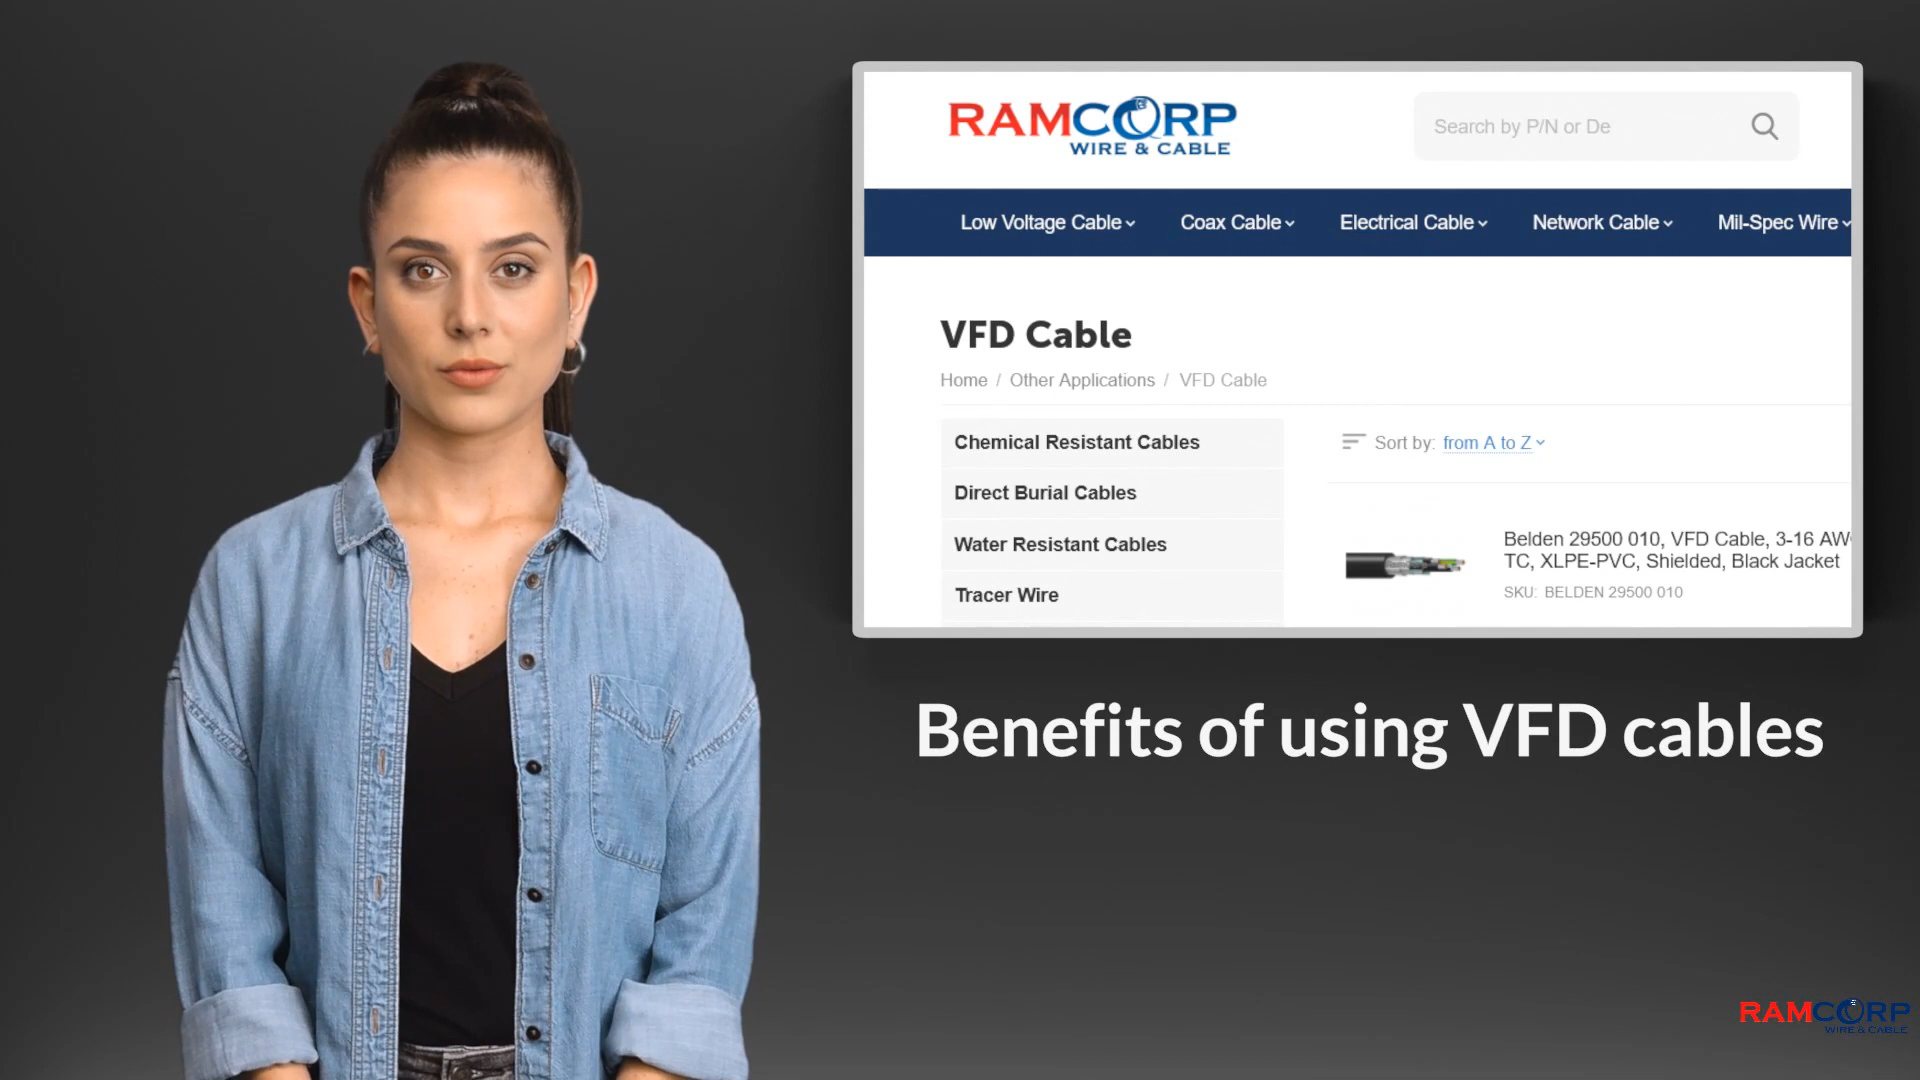 RAMCORP
WIRE & CABLE
Search by P/N or De
Low Voltage Cable
Coax Cable
Electrical Cable
Network Cable
Mil-Spec Wire
VFD Cable
Home / Other Applications / VFD Cable
Chemical Resistant Cables
Direct Burial Cables
Water Resistant Cables
Tracer Wire
Sort by: from A to Z
Belden 29500 010, VFD Cable, 3-16 AW
TC, XLPE-PVC, Shielded, Black Jacket
SKU: BELDEN 29500 010
Benefits of using VFD cables
RAMCORP
WIRE & CABLE